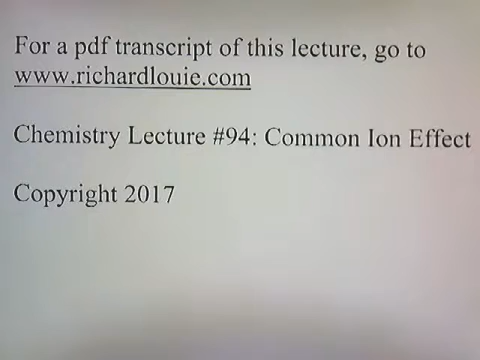 For a pdf transcript of this lecture, go to
www.richardlouie.com
Chemistry Lecture #94: Common Ion Effect
Copyright 2017